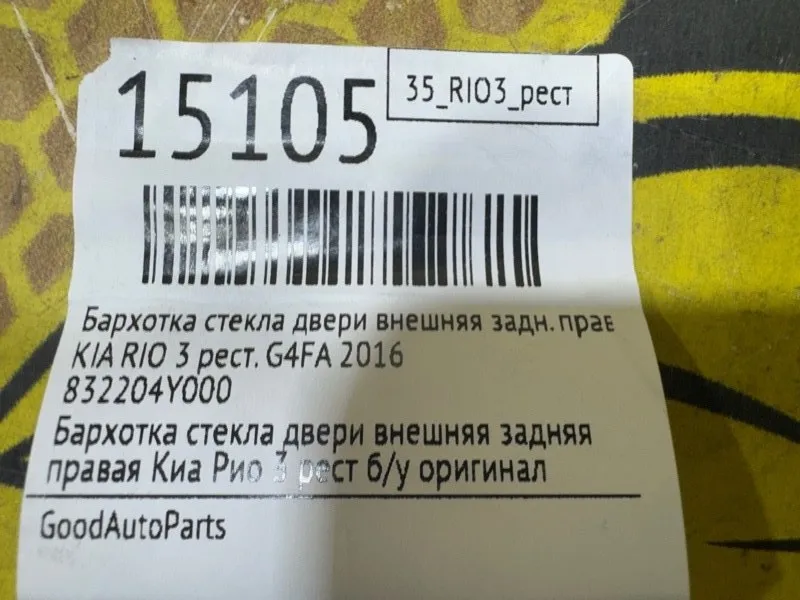 15105
35_RIO3_рест
Бархотка стекла двери внешняя задн. прав
KIA RIO 3 рест. G4FA 2016
832204Y000
Бархотка стекла двери внешняя задняя
правая Киа Рио 3 рест б/у оригинал
GoodAutoParts